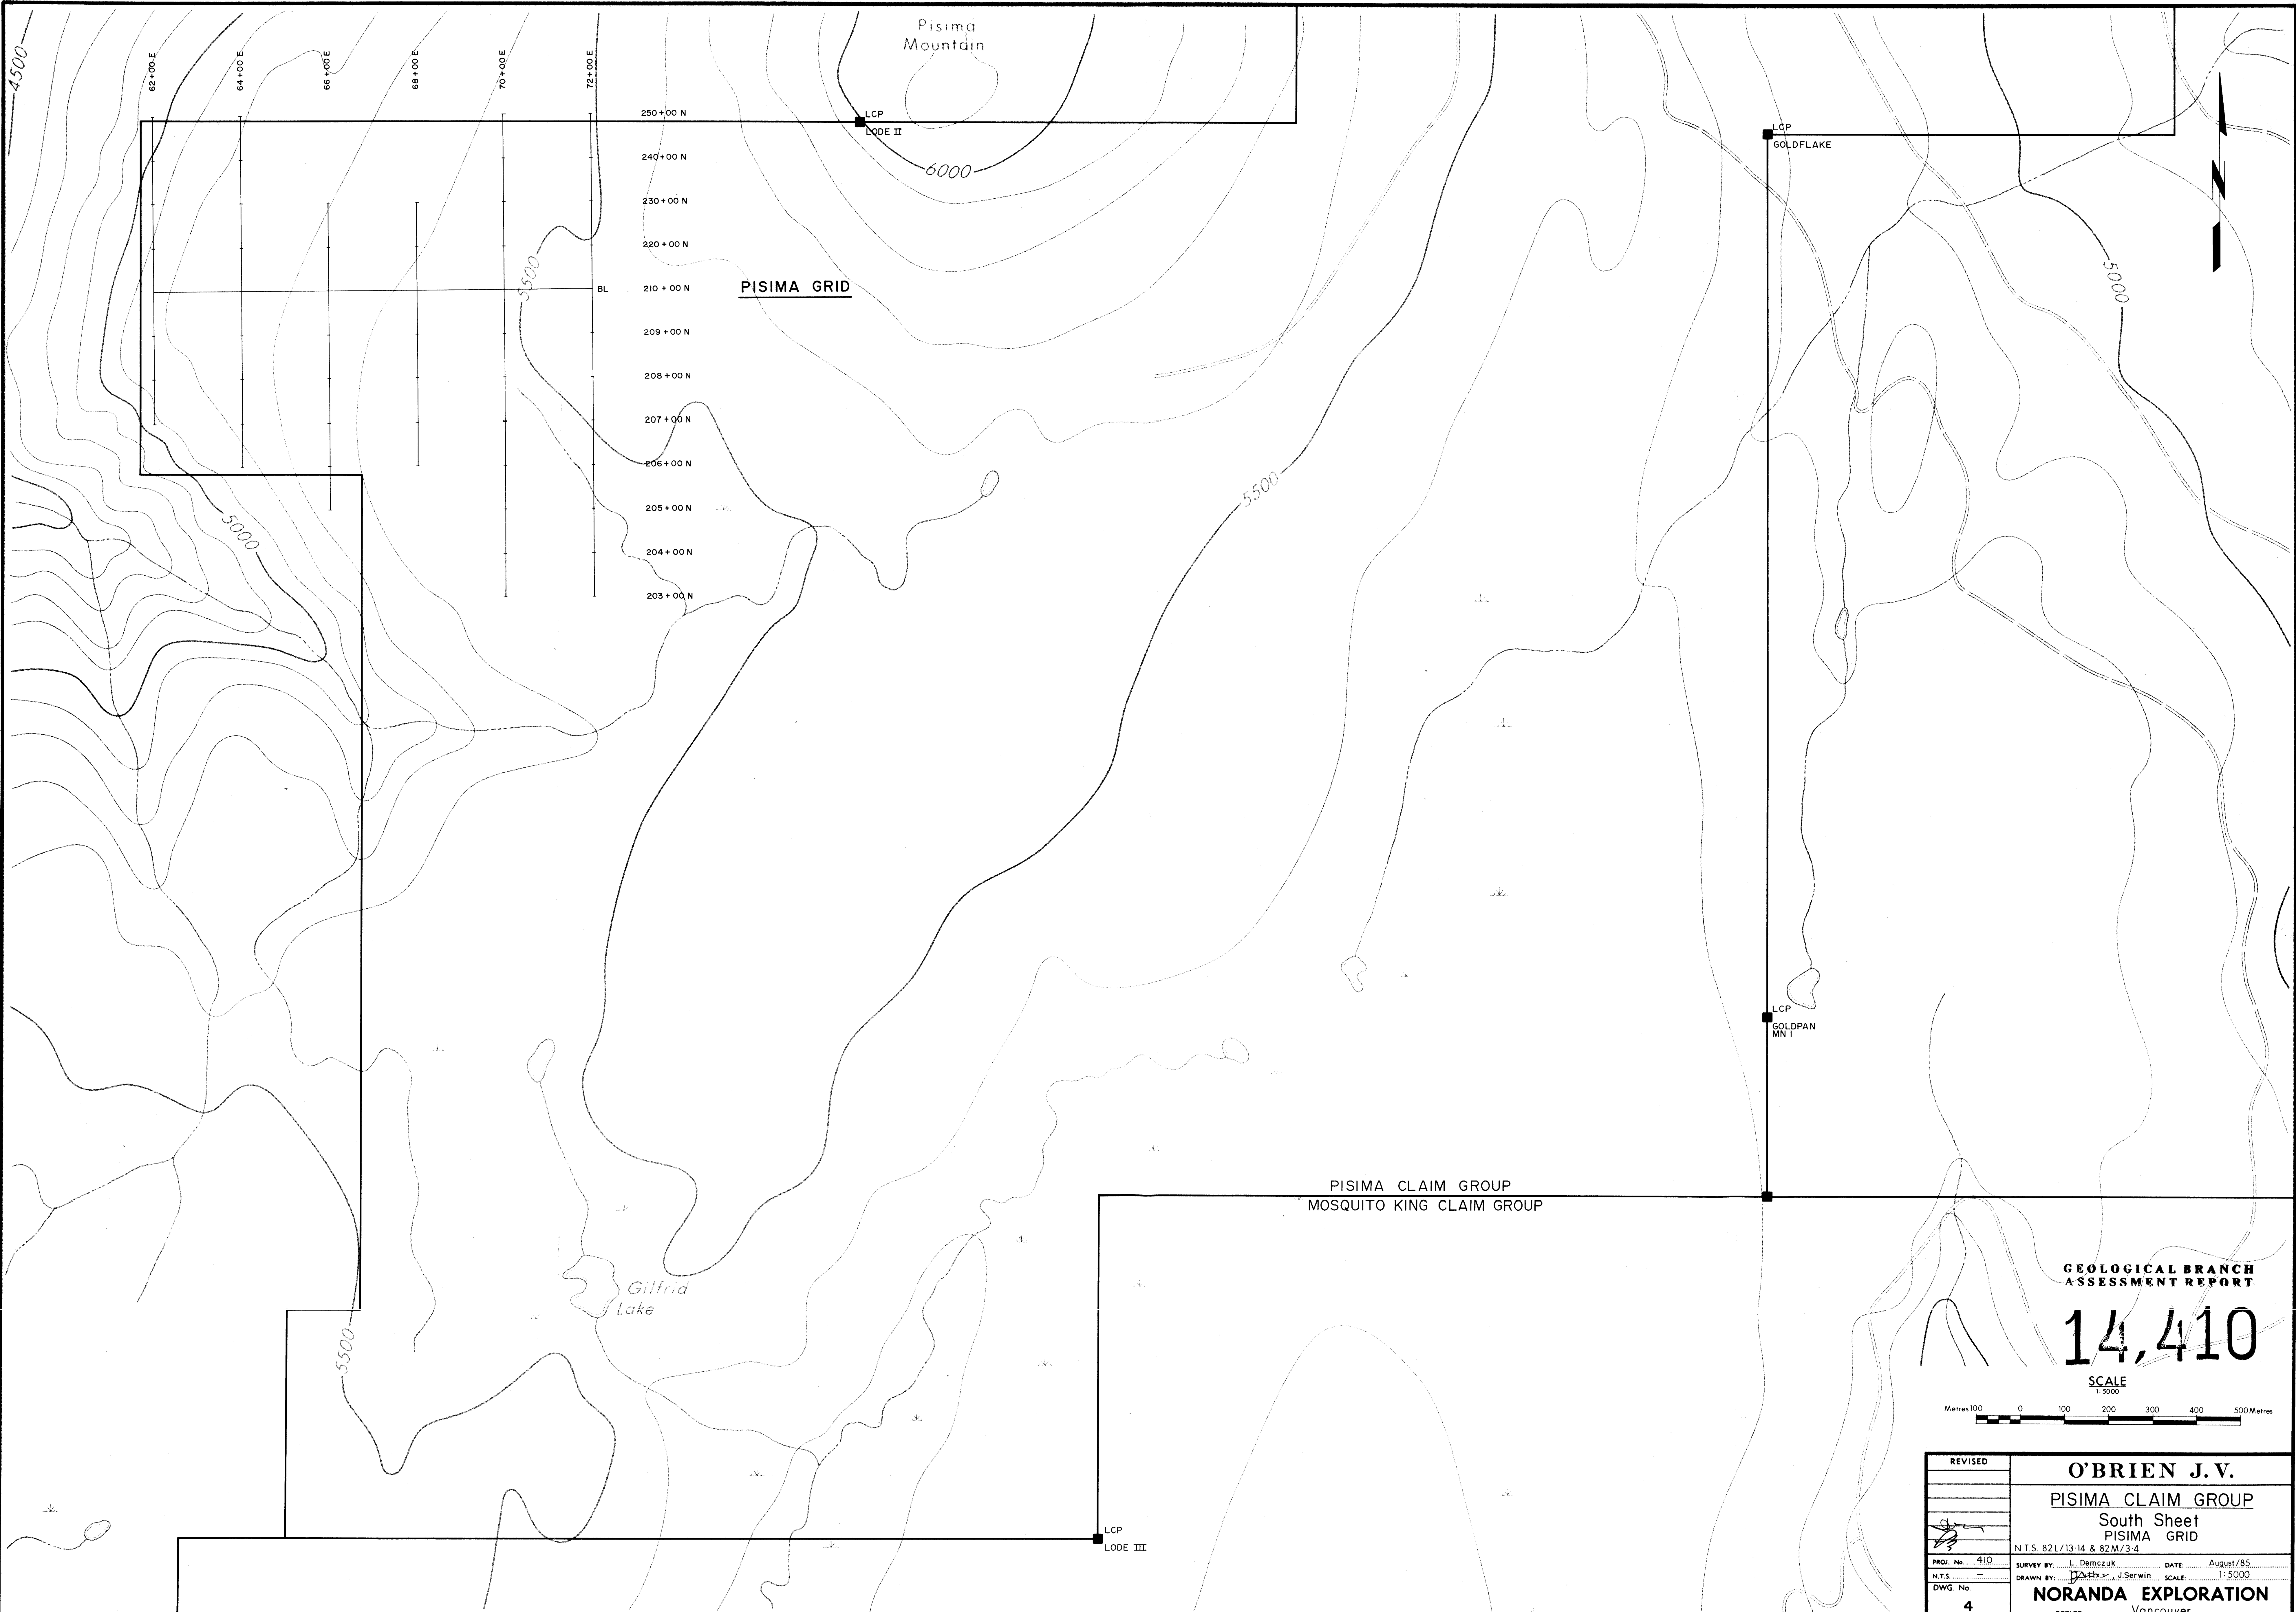 Pisima
Mountain
4500
62+00 E
64+00 E
66+00 E
68+00 E
70+00 E
72+00 E
250+00 N
240+00 N
230+00 N
220+00 N
BL 210+00 N
209+00 N
208+00 N
207+00 N
206+00 N
205+00 N
204+00 N
203+00 N
LCP
LODE II
6000
LCP
GOLDFLAKE
N
5500
PISIMA GRID
5000
5500
5000
LCP
GOLDPAN
MN I
PISIMA CLAIM GROUP
MOSQUITO KING CLAIM GROUP
Gilfrid
Lake
5500
LCP
LODE III
GEOLOGICAL BRANCH
ASSESSMENT REPORT
14,410
SCALE
1:5000
Metres 100 0 100 200 300 400 500 Metres
REVISED
O'BRIEN J.V.
PISIMA CLAIM GROUP
South Sheet
PISIMA GRID
N.T.S. 82L/13-14 & 82M/3-4
PROJ. No. 410
SURVEY BY: L. Demczuk DATE: August/85
N.T.S. —
DRAWN BY: , J.Serwin SCALE: 1:5000
DWG. No.
4
NORANDA EXPLORATION
Vancouver